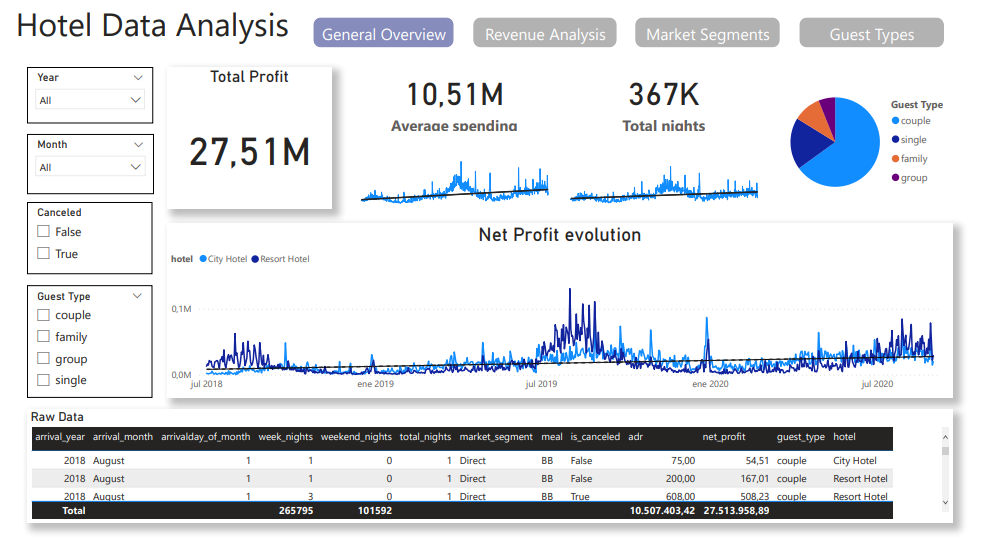 Hotel Data Analysis
General Overview
Revenue Analysis
Market Segments
Guest Types
Year
All
Month
All
Canceled
False
True
Guest Type
couple
family
group
single
Total Profit
27,51M
10,51M
Average spending
367K
Total nights
Guest Type
couple
single
family
group
Net Profit evolution
hotel City Hotel Resort Hotel
0,1M
0,0M
jul 2018 ene 2019 jul 2019 ene 2020 jul 2020
Raw Data
arrival_year arrival_month arrivalday_of_month week_nights weekend_nights total_nights market_segment meal is_canceled adr net_profit guest_type hotel
2018 August 1 1 0 1 Direct BB False 75,00 54,51 couple City Hotel
2018 August 1 1 0 1 Direct BB False 200,00 167,01 couple Resort Hotel
2018 August 1 3 0 1 Direct BB True 608,00 508,23 couple Resort Hotel
Total 265795 101592 10.507.403,42 27.513.958,89